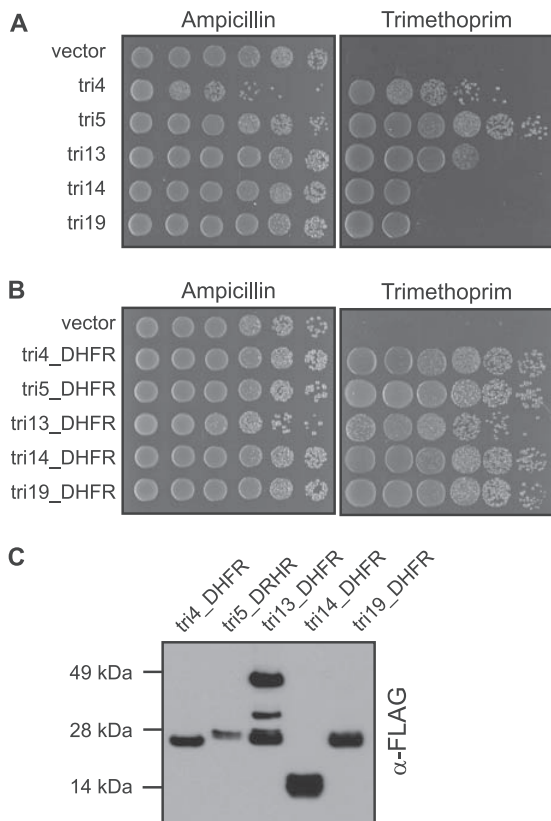 A
Ampicillin
Trimethoprim
vector
tri4
tri5
tri13
tri14
tri19
B
Ampicillin
Trimethoprim
vector
tri4_DHFR
tri5_DHFR
tri13_DHFR
tri14_DHFR
tri19_DHFR
C
tri4_DHFR
tri5_DRHR
tri13_DHFR
tri14_DHFR
tri19_DHFR
49 kDa
28 kDa
14 kDa
α-FLAG